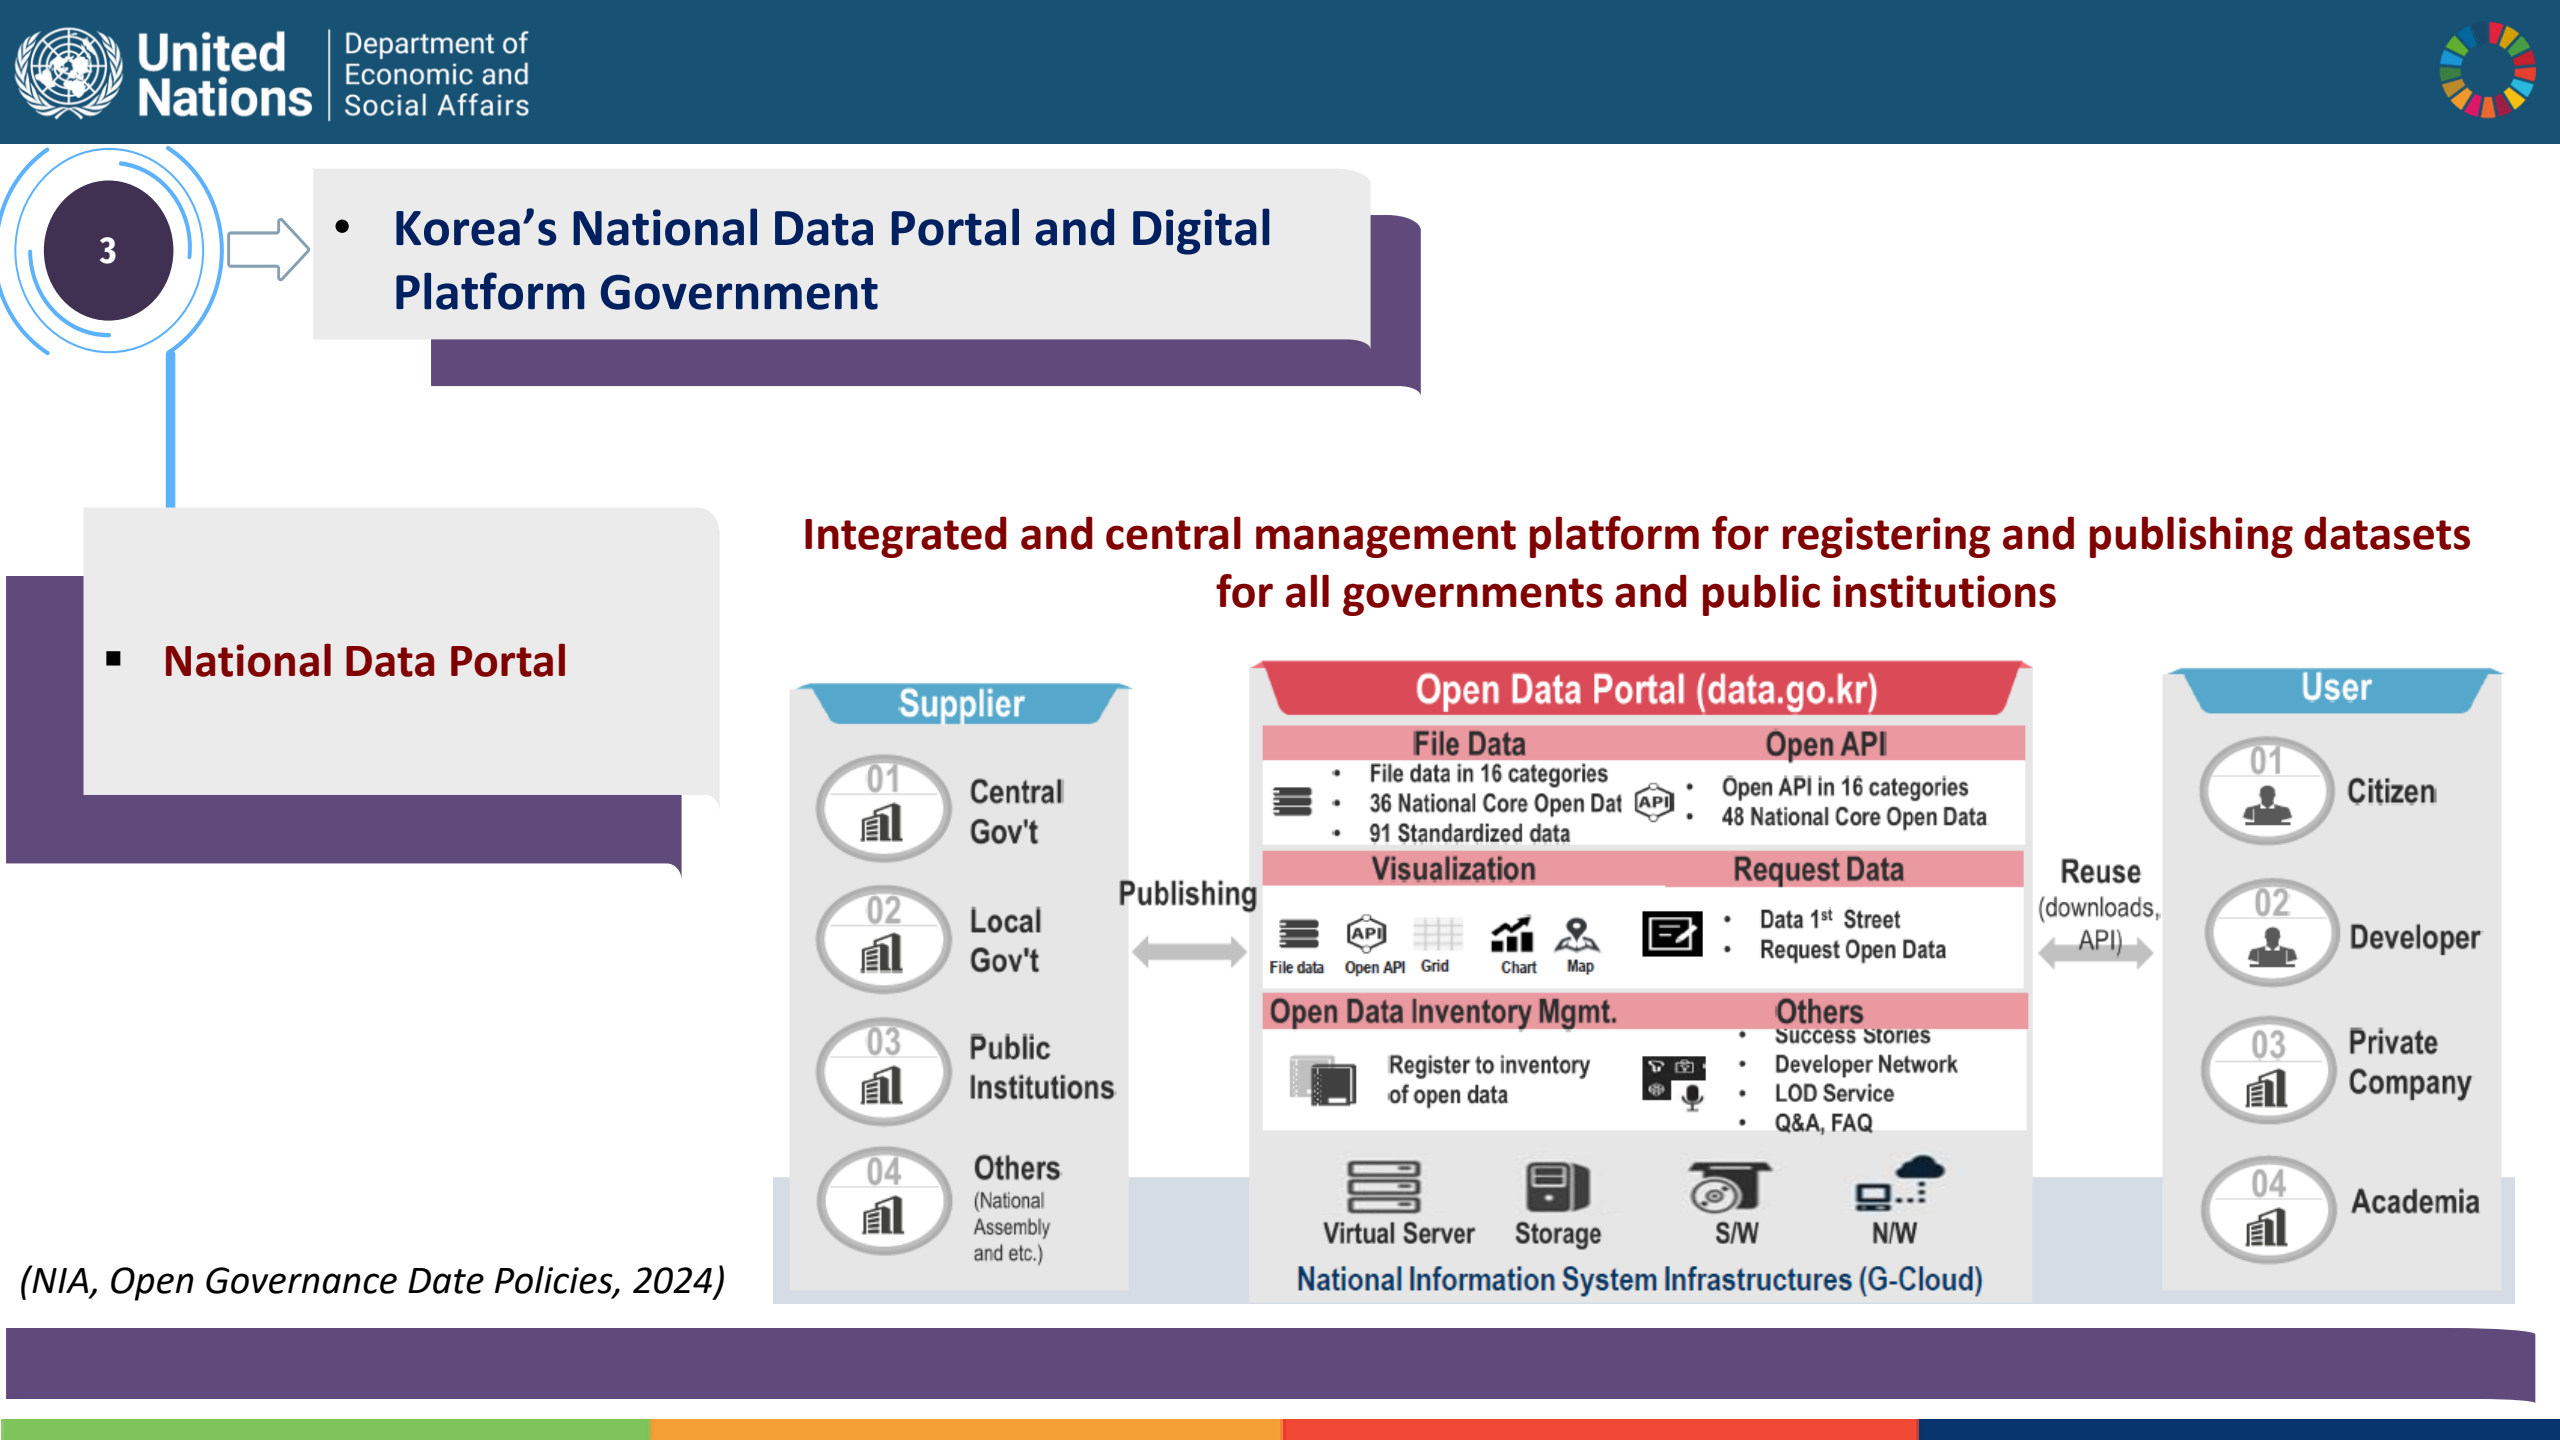 United
Nations
Department of
Economic and
Social Affairs
3
• Korea's National Data Portal and Digital
Platform Government
▪ National Data Portal
Integrated and central management platform for registering and publishing datasets
for all governments and public institutions
Supplier
01
Central
Gov't
02
Local
Gov't
03
Public
Institutions
04
Others
(National
Assembly
and etc.)
Publishing
Open Data Portal (data.go.kr)
File Data
• File data in 16 categories
• 36 National Core Open Dat
• 91 Standardized data
Open API
API
• Open API in 16 categories
• 48 National Core Open Data
Visualization
API
File data
Open API
Grid
Chart
Map
Request Data
• Data 1st Street
• Request Open Data
Open Data Inventory Mgmt.
Register to inventory
of open data
Others
• Success Stories
• Developer Network
• LOD Service
• Q&A, FAQ
Virtual Server
Storage
S/W
N/W
National Information System Infrastructures (G-Cloud)
Reuse
(downloads,
API)
User
01
Citizen
02
Developer
03
Private
Company
04
Academia
(NIA, Open Governance Date Policies, 2024)